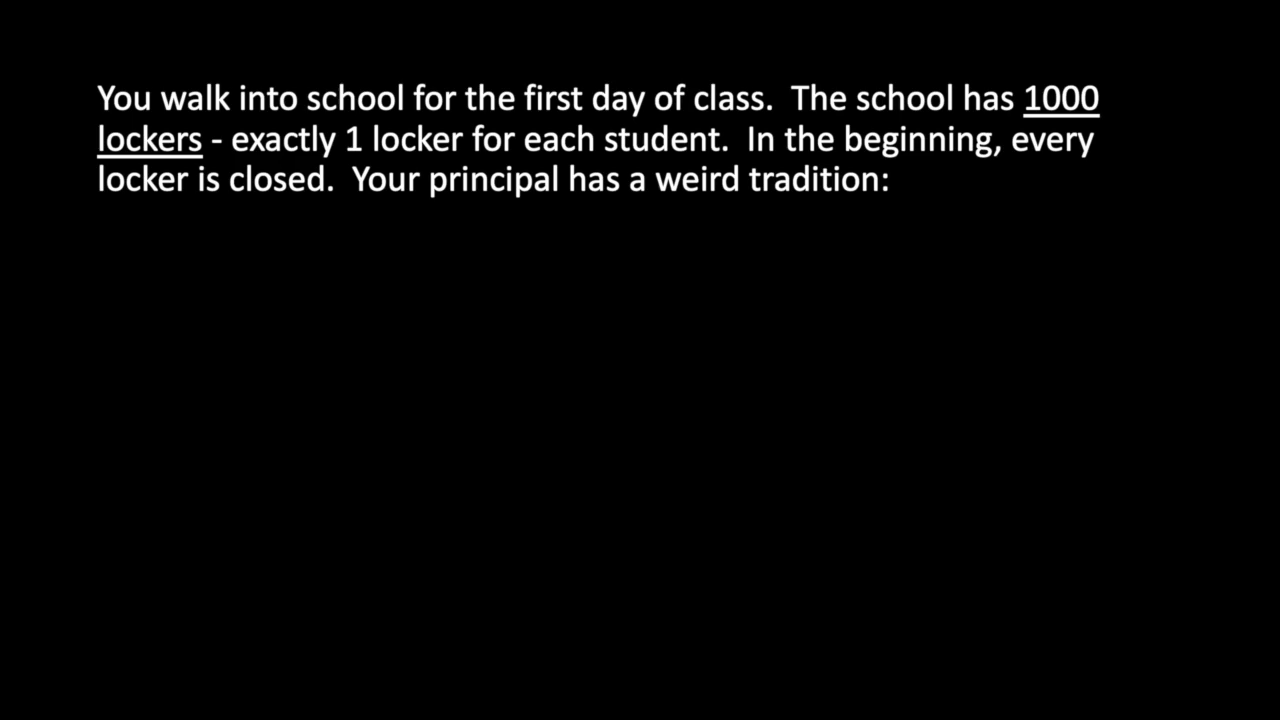 You walk into school for the first day of class.  The school has 1000
lockers - exactly 1 locker for each student.  In the beginning, every
locker is closed.  Your principal has a weird tradition: